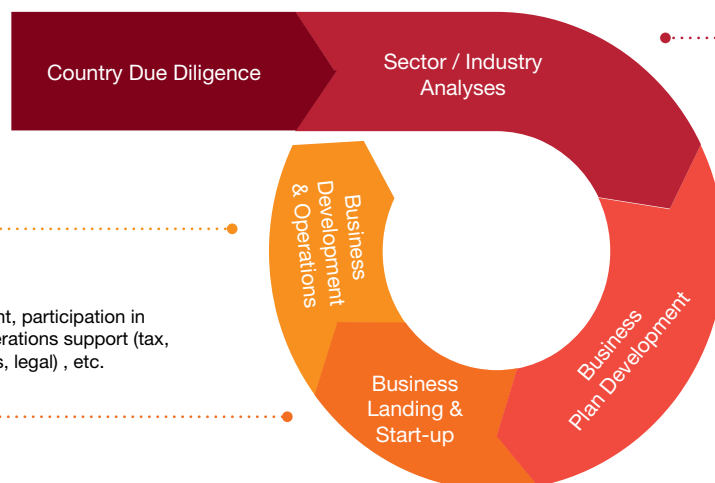 Country Due Diligence
Sector / Industry
Analyses
Business
Development
& Operations
nt, participation in
erations support (tax,
s, legal) , etc.
Business
Plan Development
Business
Landing &
Start-up